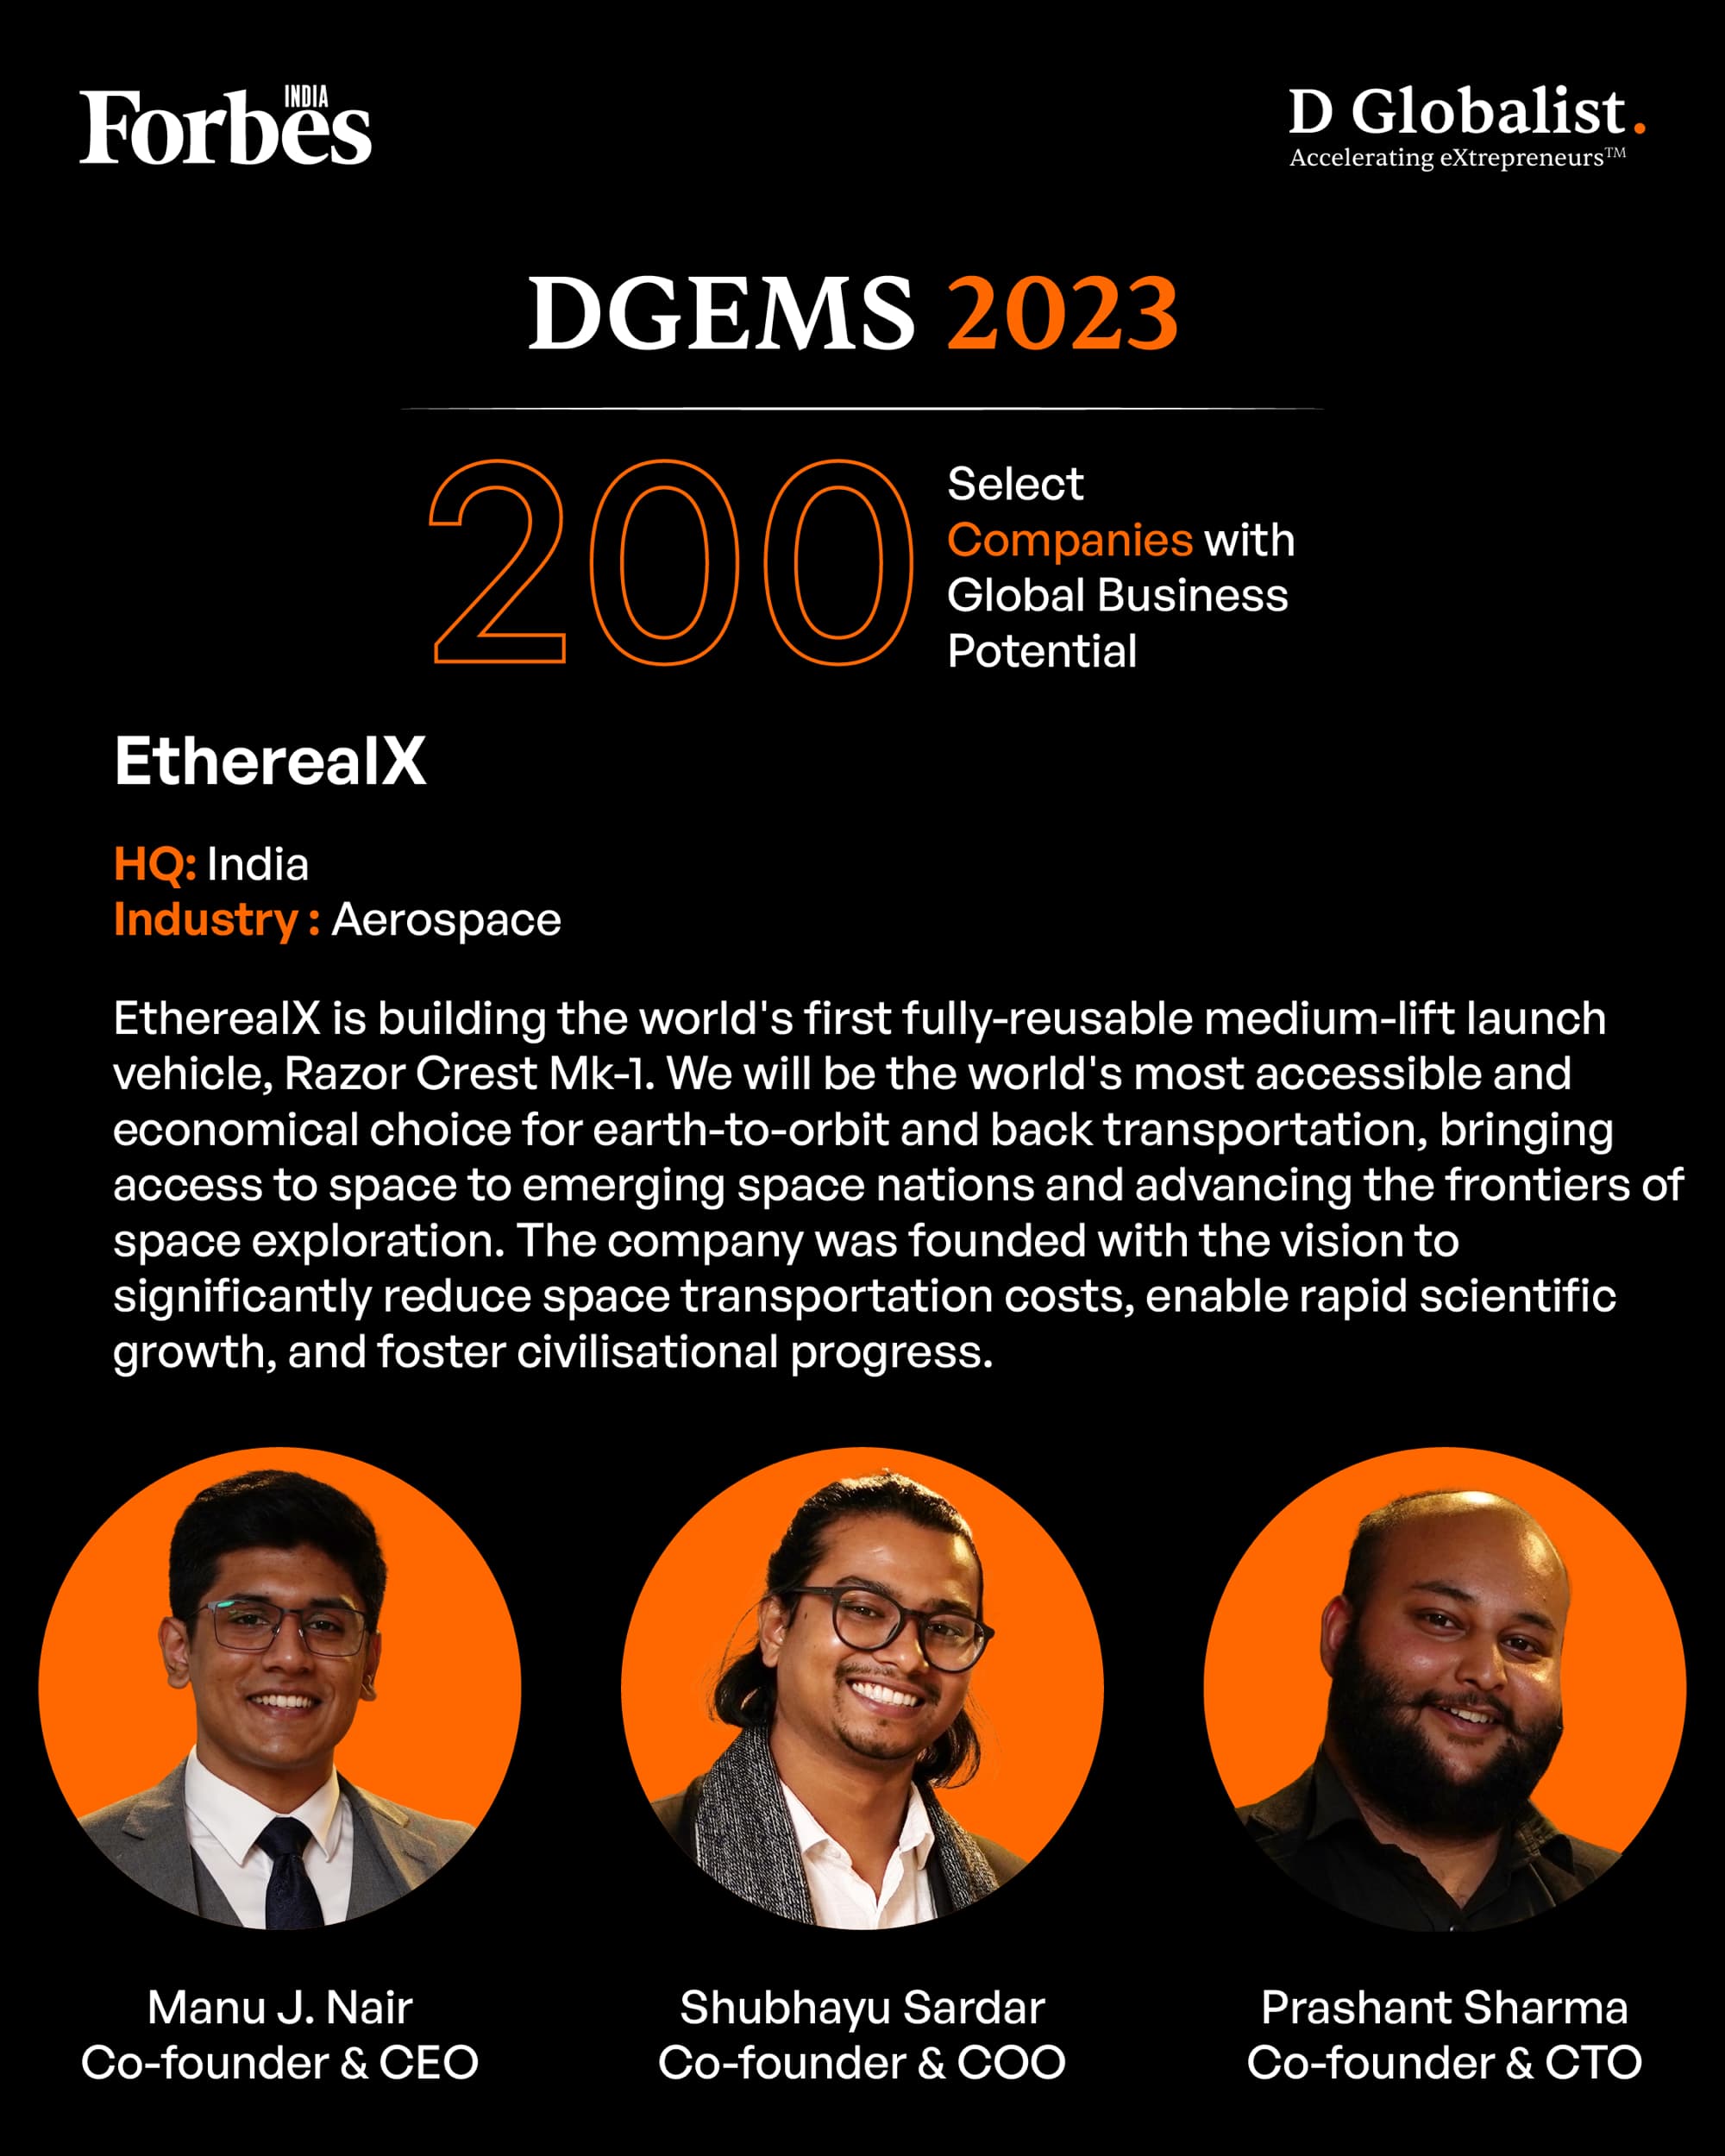 Forbes INDIA
D Globalist.
Accelerating eXtrepreneurs™
DGEMS 2023
200
Select
Companies with
Global Business
Potential
EtherealX
HQ: India
Industry : Aerospace
EtherealX is building the world's first fully-reusable medium-lift launch
vehicle, Razor Crest Mk-1. We will be the world's most accessible and
economical choice for earth-to-orbit and back transportation, bringing
access to space to emerging space nations and advancing the frontiers of
space exploration. The company was founded with the vision to
significantly reduce space transportation costs, enable rapid scientific
growth, and foster civilisational progress.
Manu J. Nair
Co-founder & CEO
Shubhayu Sardar
Co-founder & COO
Prashant Sharma
Co-founder & CTO